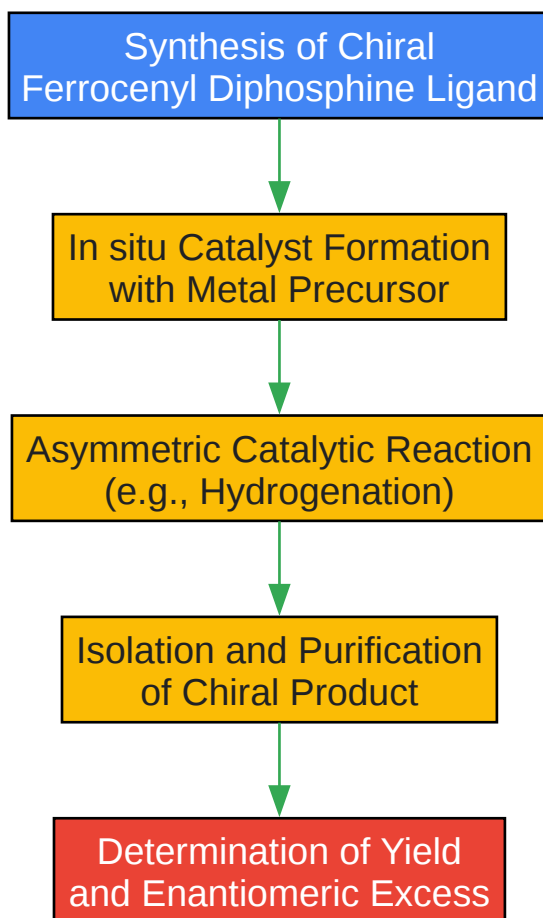 Synthesis of Chiral
Ferrocenyl Diphosphine Ligand
In situ Catalyst Formation
with Metal Precursor
Asymmetric Catalytic Reaction
(e.g., Hydrogenation)
Isolation and Purification
of Chiral Product
Determination of Yield
and Enantiomeric Excess